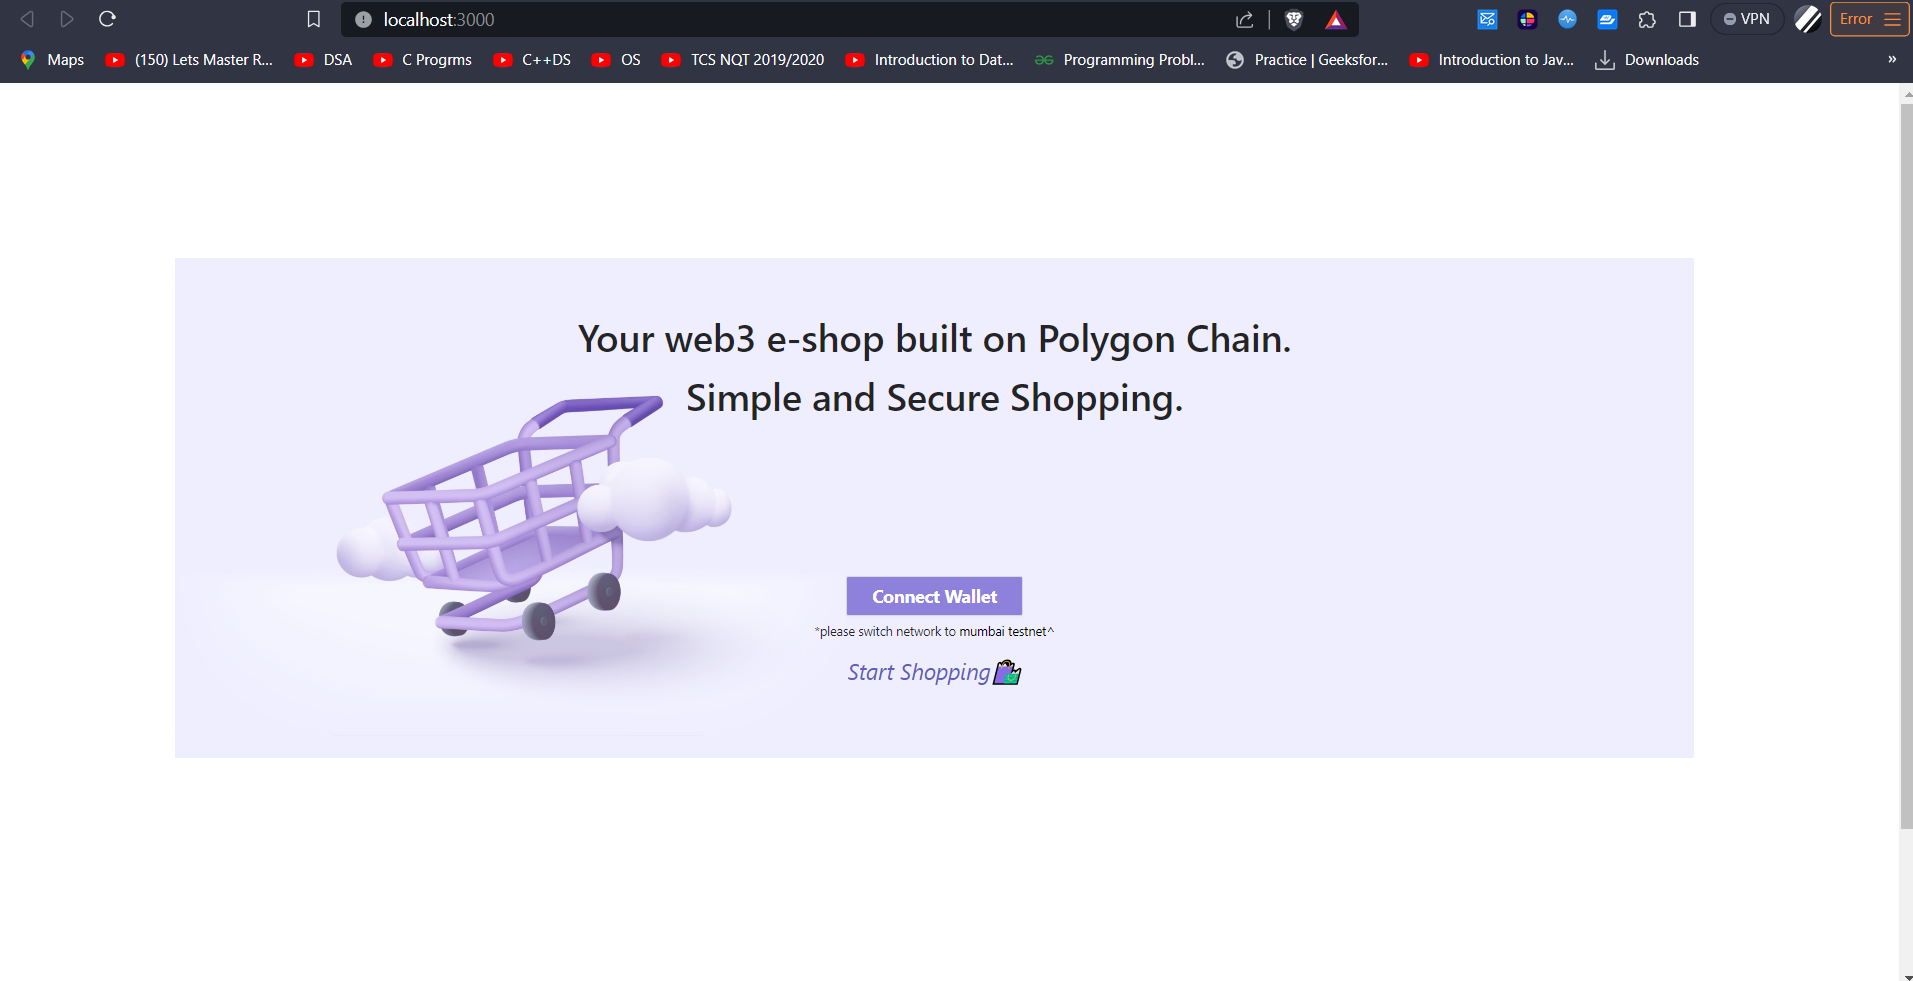 localhost:3000
VPN
Error
Maps
(150) Lets Master R...
DSA
C Progrms
C++DS
OS
TCS NQT 2019/2020
Introduction to Dat...
Programming Probl...
Practice | Geeksfor...
Introduction to Jav...
Downloads
»
Your web3 e-shop built on Polygon Chain.
Simple and Secure Shopping.
Connect Wallet
*please switch network to mumbai testnet^
Start Shopping